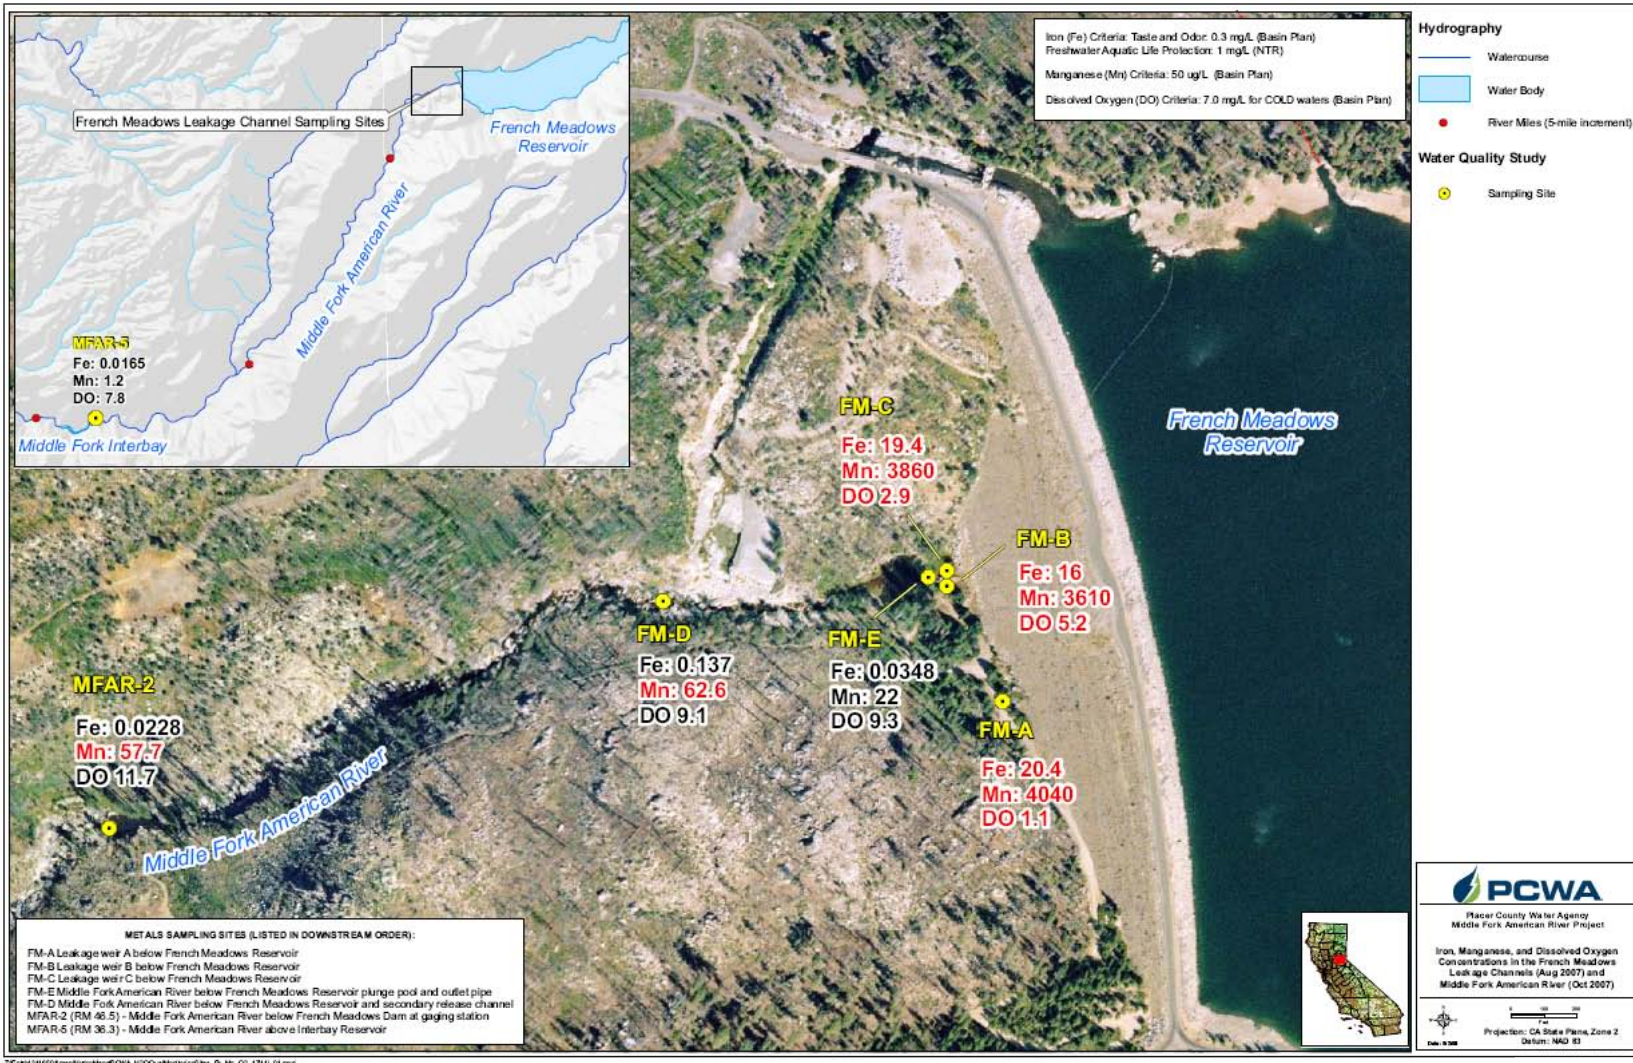 Iron (Fe) Criteria: Taste and Odor: 0.3 mg/L (Basin Plan)
Freshwater Aquatic Life Protection: 1 mg/L (NTR)
Manganese (Mn) Criteria: 50 ug/L (Basin Plan)
Dissolved Oxygen (DO) Criteria: 7.0 mg/L for COLD waters (Basin Plan)
Hydrography
Watercourse
Water Body
River Miles (5-mile increment)
Water Quality Study
Sampling Site
French Meadows Leakage Channel Sampling Sites
French Meadows
Reservoir
Middle Fork American River
MFAR-5
Fe: 0.0165
Mn: 1.2
DO: 7.8
Middle Fork Interbay
FM-C
Fe: 19.4
Mn: 3860
DO 2.9
French Meadows
Reservoir
FM-B
Fe: 16
Mn: 3610
DO 5.2
FM-D
Fe: 0.137
Mn: 62.6
DO 9.1
FM-E
Fe: 0.0348
Mn: 22
DO 9.3
MFAR-2
Fe: 0.0228
Mn: 57.7
DO 11.7
FM-A
Fe: 20.4
Mn: 4040
DO 1.1
Middle Fork American River
METALS SAMPLING SITES (LISTED IN DOWNSTREAM ORDER):
FM-A Leakage weir A below French Meadows Reservoir
FM-B Leakage weir B below French Meadows Reservoir
FM-C Leakage weir C below French Meadows Reservoir
FM-E Middle Fork American River below French Meadows Reservoir plunge pool and outlet pipe
FM-D Middle Fork American River below French Meadows Reservoir and secondary release channel
MFAR-2 (RM 46.5) - Middle Fork American River below French Meadows Dam at gaging station
MFAR-5 (RM 36.3) - Middle Fork American River above Interbay Reservoir
PCWA
Placer County Water Agency
Middle Fork American River Project
Iron, Manganese, and Dissolved Oxygen
Concentrations in the French Meadows
Leakage Channels (Aug 2007) and
Middle Fork American River (Oct 2007)
Feet
Projection: CA State Plane, Zone 2
Datum: NAD 83